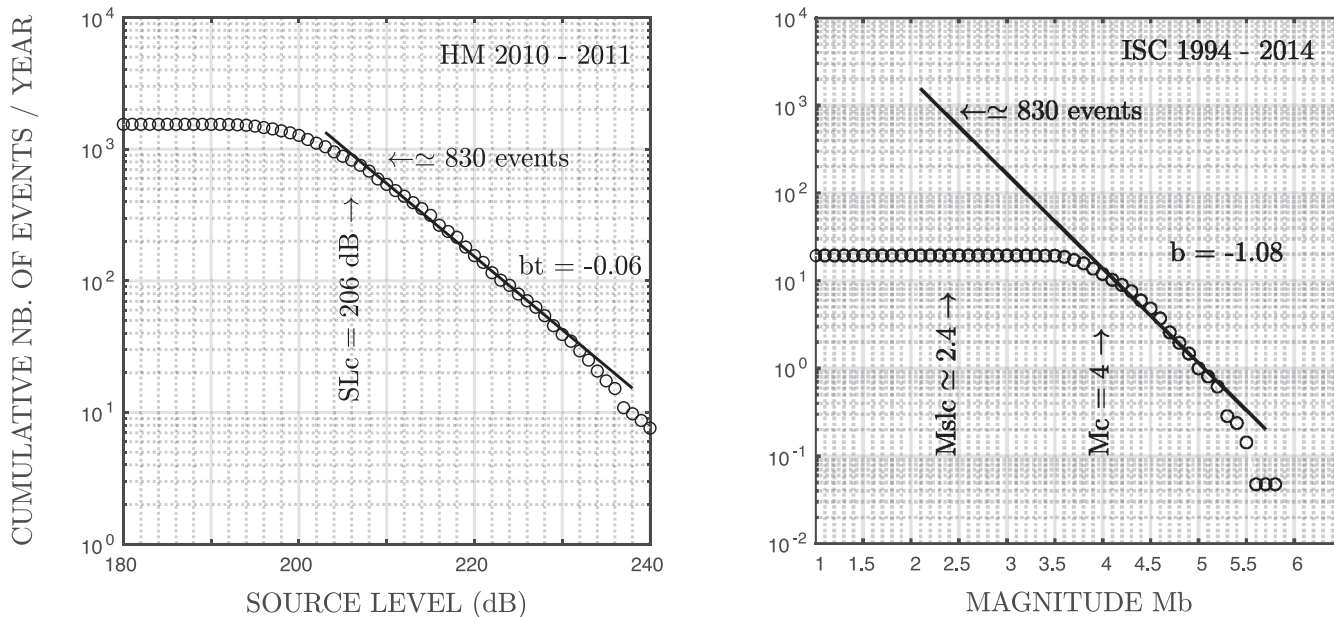 CUMULATIVE NB. OF EVENTS / YEAR
10^4
10^3
10^2
10^1
10^0
HM 2010 - 2011
←≃ 830 events
SLc = 206 dB →
bt = -0.06
180 200 220 240
SOURCE LEVEL (dB)
10^4
10^3
10^2
10^1
10^0
10^-1
10^-2
ISC 1994 - 2014
←≃ 830 events
b = -1.08
Mslc ≃ 2.4 →
Mc = 4 →
1 1.5 2 2.5 3 3.5 4 4.5 5 5.5 6
MAGNITUDE Mb